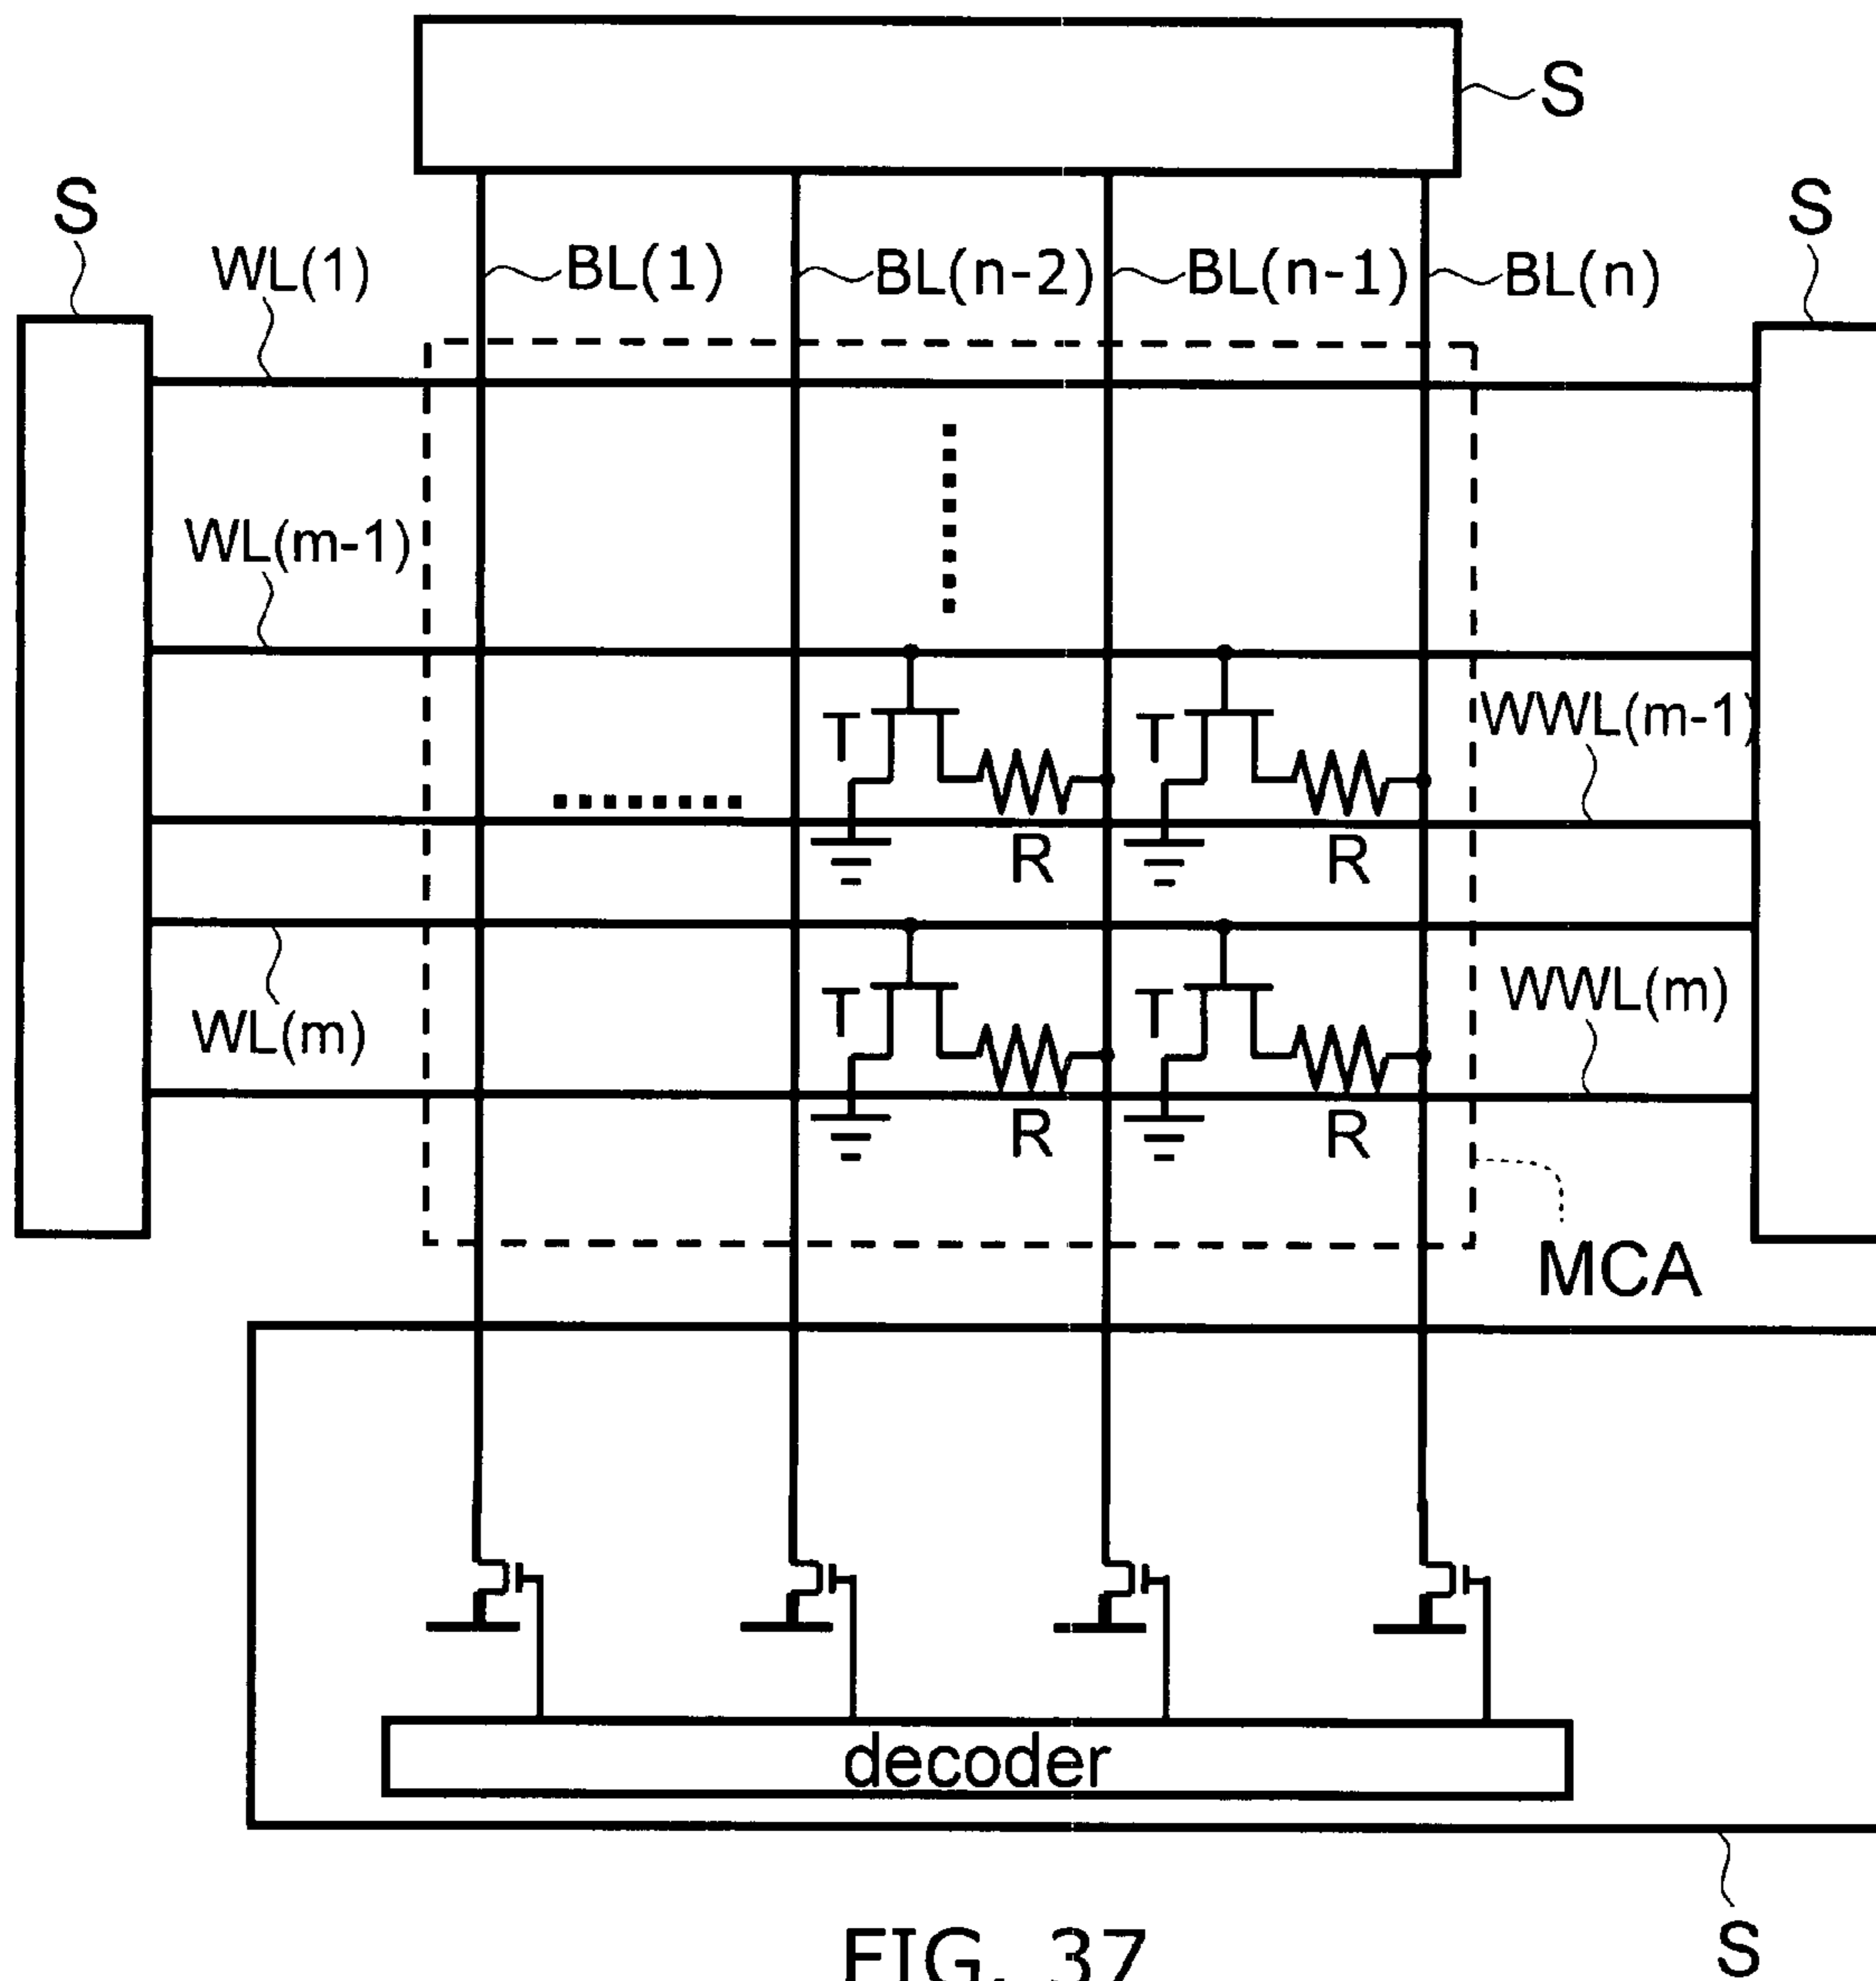 S
S
S
WL(1)
BL(1)
BL(n-2)
BL(n-1)
BL(n)
WL(m-1)
T
T
WWL(m-1)
R
R
T
T
WWL(m)
WL(m)
R
R
MCA
decoder
S
FIG. 37